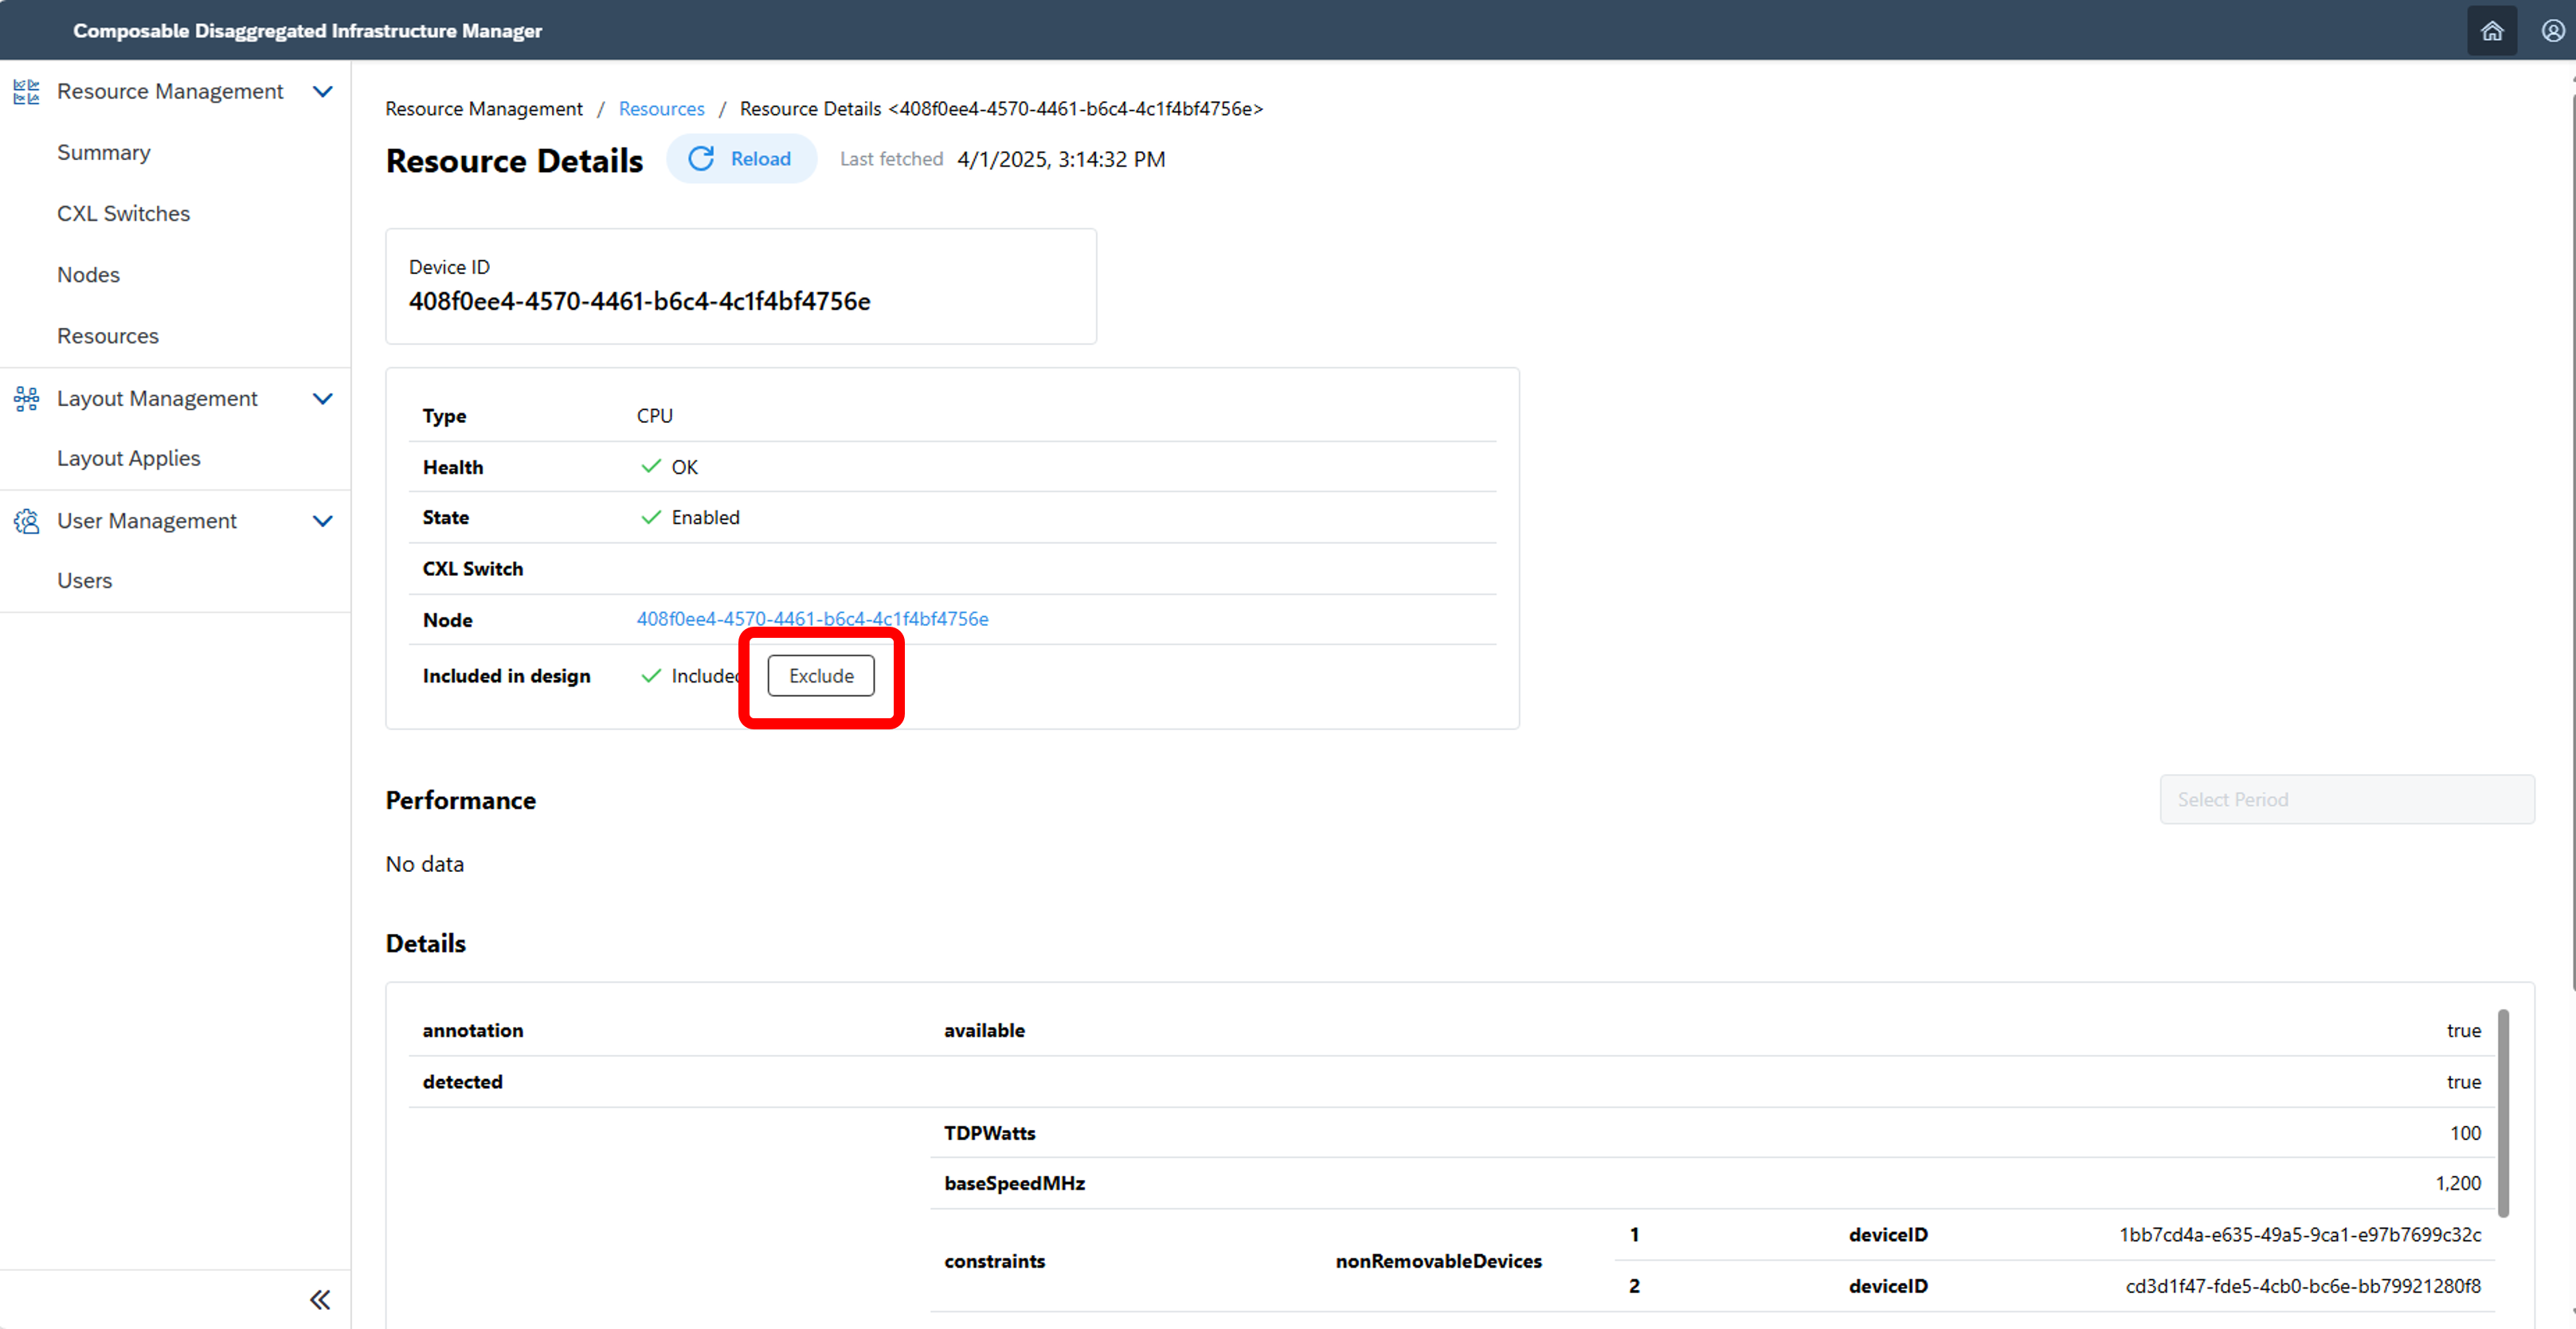 Composable Disaggregated Infrastructure Manager
Resource Management
Summary
CXL Switches
Nodes
Resources
Layout Management
Layout Applies
User Management
Users
Resource Management / Resources / Resource Details <408f0ee4-4570-4461-b6c4-4c1f4bf4756e>
Resource Details Reload Last fetched 4/1/2025, 3:14:32 PM
Device ID
408f0ee4-4570-4461-b6c4-4c1f4bf4756e
Type CPU
Health OK
State Enabled
CXL Switch
Node 408f0ee4-4570-4461-b6c4-4c1f4bf4756e
Included in design Included Exclude
Performance Select Period
No data
Details
annotation available true
detected true
TDPWatts 100
baseSpeedMHz 1,200
constraints nonRemovableDevices
1 deviceID 1bb7cd4a-e635-49a5-9ca1-e97b7699c32c
2 deviceID cd3d1f47-fde5-4cb0-bc6e-bb79921280f8